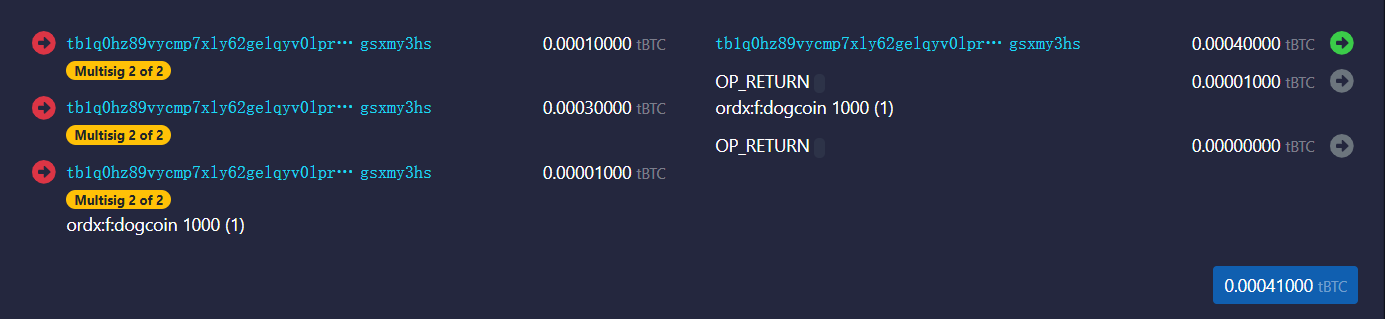 tb1q0hz89vycmp7xly62gelqyv0lpr… gsxmy3hs 0.00010000 tBTC
Multisig 2 of 2
tb1q0hz89vycmp7xly62gelqyv0lpr… gsxmy3hs 0.00030000 tBTC
Multisig 2 of 2
tb1q0hz89vycmp7xly62gelqyv0lpr… gsxmy3hs 0.00001000 tBTC
Multisig 2 of 2
ordx:f:dogcoin 1000 (1)
tb1q0hz89vycmp7xly62gelqyv0lpr… gsxmy3hs 0.00040000 tBTC
OP_RETURN 0.00001000 tBTC
ordx:f:dogcoin 1000 (1)
OP_RETURN 0.00000000 tBTC
0.00041000 tBTC